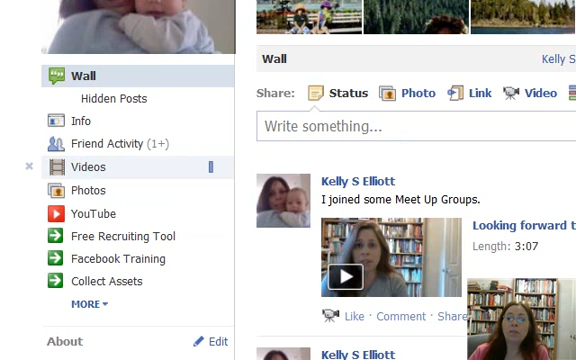 Wall
Hidden Posts
Info
Friend Activity (1+)
Videos
Photos
YouTube
Free Recruiting Tool
Facebook Training
Collect Assets
MORE
About
Edit
Wall
Kelly S
Share: Status Photo Link Video
Write something...
Kelly S Elliott
I joined some Meet Up Groups.
Looking forward t
Length: 3:07
Like · Comment · Share
Kelly S Elliott